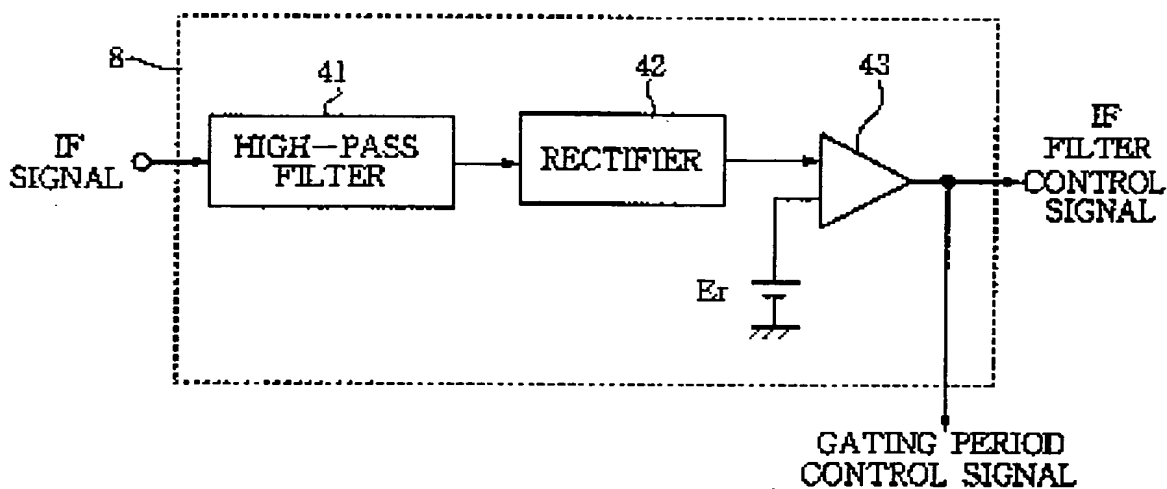 8
41
42
43
IF
SIGNAL
HIGH-PASS
FILTER
RECTIFIER
IF
FILTER
CONTROL
SIGNAL
Er
GATING PERIOD
CONTROL SIGNAL